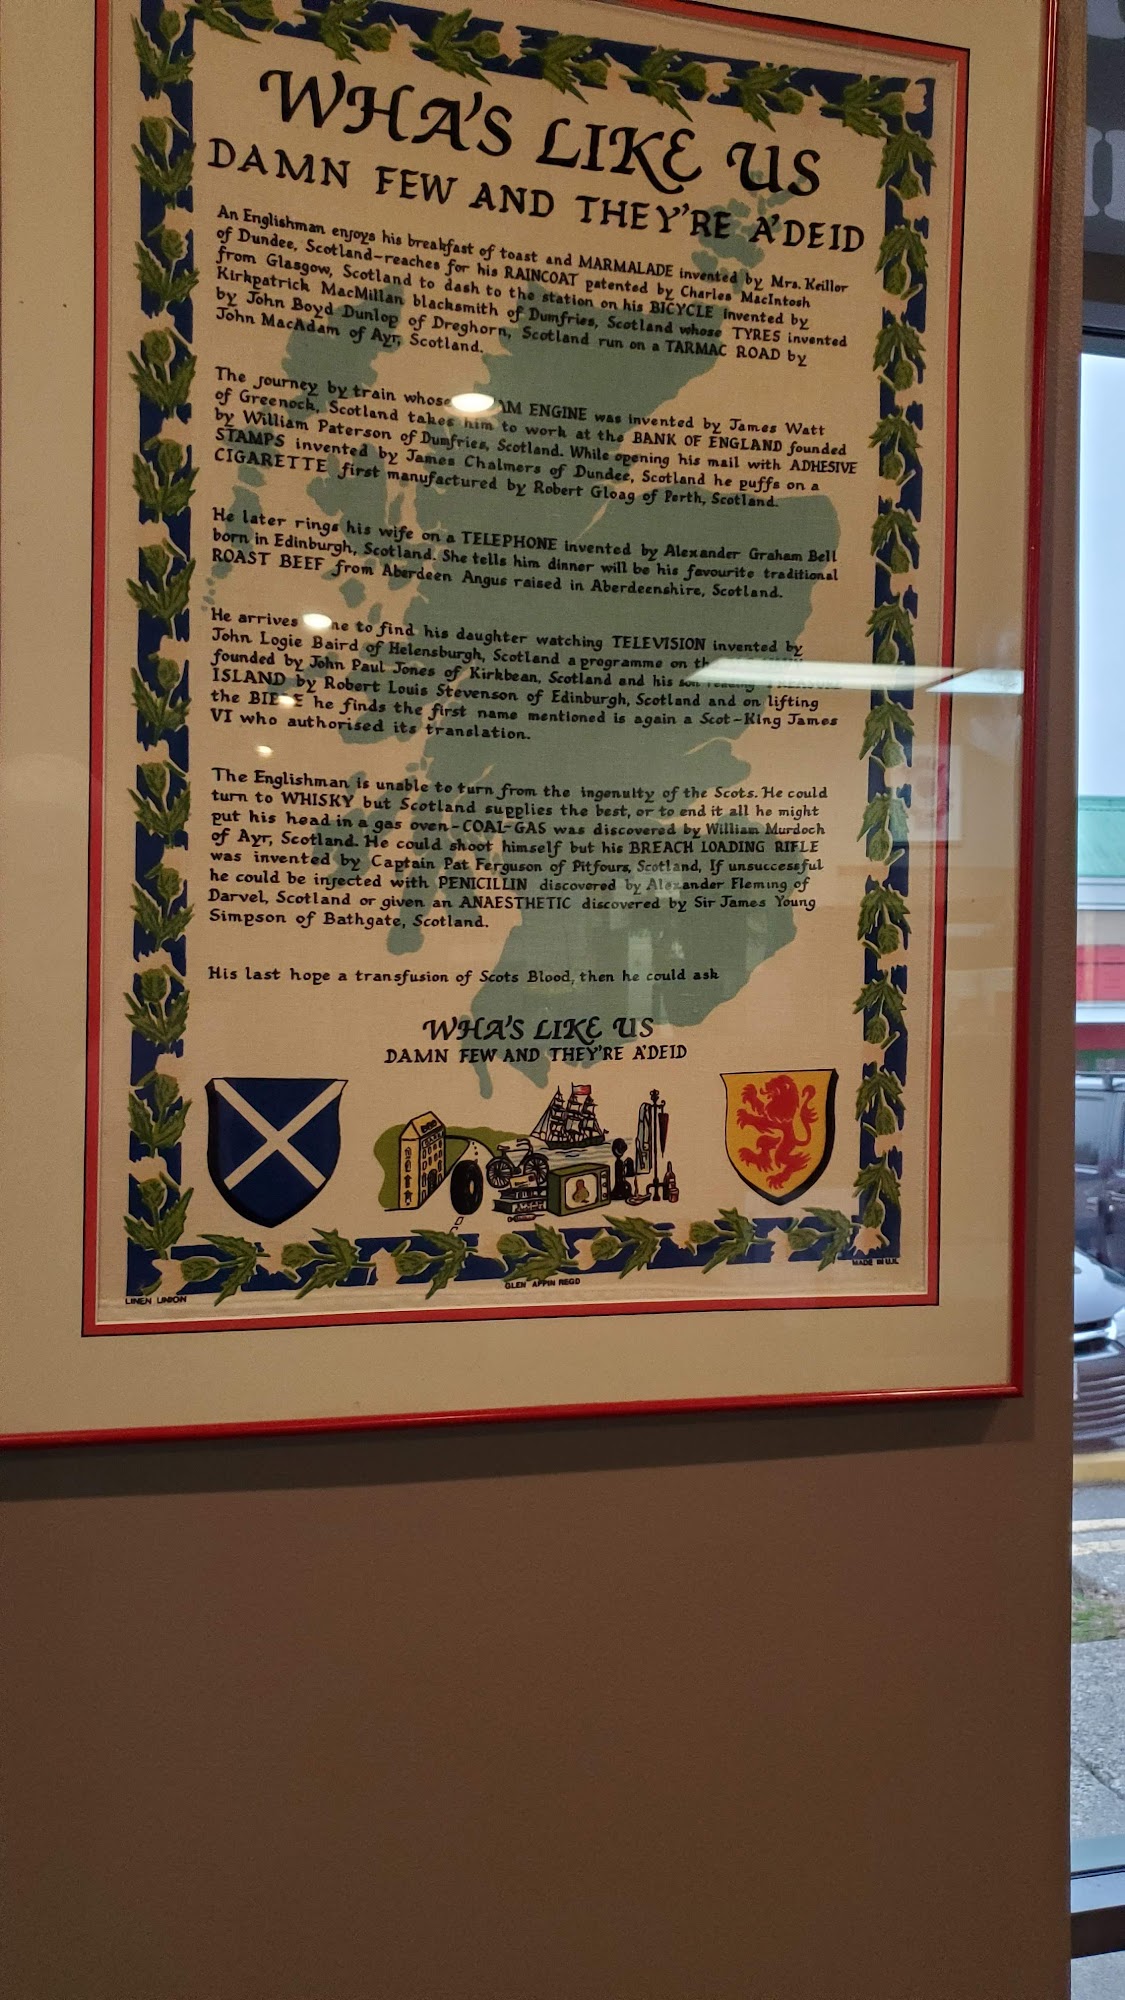 WHA'S LIKE US
DAMN FEW AND THEY'RE A'DEID
An Englishman enjoys his breakfast of toast and MARMALADE invented by Mrs. Keillor
of Dundee, Scotland-reaches for his RAINCOAT patented by Charles MacIntosh
from Glasgow, Scotland to dash to the station on his BICYCLE invented by
Kirkpatrick MacMillan blacksmith of Dumfries, Scotland whose TYRES invented
by John Boyd Dunlop of Dreghorn, Scotland run on a TARMAC ROAD by
John MacAdam of Ayr, Scotland.
The journey by train whose AM ENGINE was invented by James Watt
of Greenock, Scotland takes him to work at the BANK OF ENGLAND founded
by William Paterson of Dumfries, Scotland. While opening his mail with ADHESIVE
STAMPS invented by James Chalmers of Dundee, Scotland he puffs on a
CIGARETTE first manufactured by Robert Gloag of Perth, Scotland.
He later rings his wife on a TELEPHONE invented by Alexander Graham Bell
born in Edinburgh, Scotland. She tells him dinner will be his favourite traditional
ROAST BEEF from Aberdeen Angus raised in Aberdeenshire, Scotland.
He arrives ne to find his daughter watching TELEVISION invented by
John Logie Baird of Helensburgh, Scotland a programme on th
founded by John Paul Jones of Kirkbean, Scotland and his son reading TREASURE
ISLAND by Robert Louis Stevenson of Edinburgh, Scotland and on lifting
the BIBLE he finds the first name mentioned is again a Scot-King James
VI who authorised its translation.
The Englishman is unable to turn from the ingenuity of the Scots. He could
turn to WHISKY but Scotland supplies the best, or to end it all he might
put his head in a gas oven-COAL-GAS was discovered by William Murdoch
of Ayr, Scotland. He could shoot himself but his BREACH LOADING RIFLE
was invented by Captain Pat Ferguson of Pitfours, Scotland, If unsuccessful
he could be injected with PENICILLIN discovered by Alexander Fleming of
Darvel, Scotland or given an ANAESTHETIC discovered by Sir James Young
Simpson of Bathgate, Scotland.
His last hope a transfusion of Scots Blood, then he could ask
WHA'S LIKE US
DAMN FEW AND THEY'RE A'DEID
LINEN UNION
GLEN APPIN REGD
MADE IN U.K.